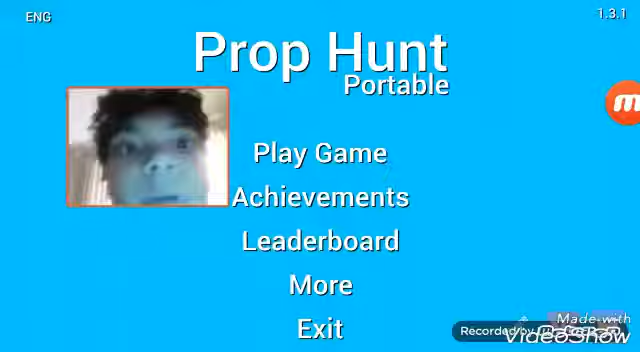 ENG
1.3.1
Prop Hunt
Portable
Play Game
Achievements
Leaderboard
More
Exit
Made with
Recorded by
VideoShow